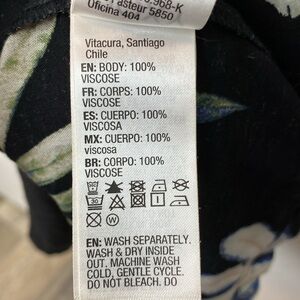 .968-K
Pasteur 5850
Oficina 404
Vitacura, Santiago
Chile
EN: BODY: 100%
VISCOSE
FR: CORPS: 100%
VISCOSE
ES: CUERPO: 100%
VISCOSA
MX: CUERPO: 100%
viscosa
BR: CORPO: 100%
VISCOSE
W
EN: WASH SEPARATELY.
WASH & DRY INSIDE
OUT. MACHINE WASH
COLD, GENTLE CYCLE.
DO NOT BLEACH. DO